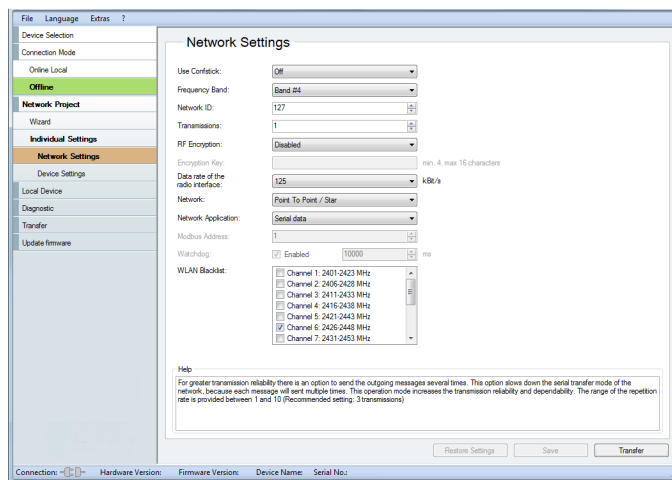 File Language Extras ?
Device Selection
Connection Mode
Online Local
Offline
Network Project
Wizard
Individual Settings
Network Settings
Device Settings
Local Device
Diagnostic
Transfer
Update firmware
Network Settings
Use Confstick: Off
Frequency Band: Band #4
Network ID: 127
Transmissions: 1
RF Encryption: Disabled
Encryption Key: min. 4, max 16 characters
Data rate of the
radio interface: 125 kBit/s
Network: Point To Point / Star
Network Application: Serial data
Modbus Address: 1
Watchdog: Enabled 10000 ms
WLAN Blacklist: Channel 1: 2401-2423 MHz
Channel 2: 2406-2428 MHz
Channel 3: 2411-2433 MHz
Channel 4: 2416-2438 MHz
Channel 5: 2421-2443 MHz
Channel 6: 2426-2448 MHz
Channel 7: 2431-2453 MHz
Help
For greater transmission reliability there is an option to send the outgoing messages several times. This option slows down the serial transfer mode of the
network, because each message will sent multiple times. This operation mode increases the transmission reliability and dependability. The range of the repetition
rate is provided between 1 and 10 (Recommended setting: 3 transmissions)
Restore Settings Save Transfer
Connection: Hardware Version: Firmware Version: Device Name: Serial No.: